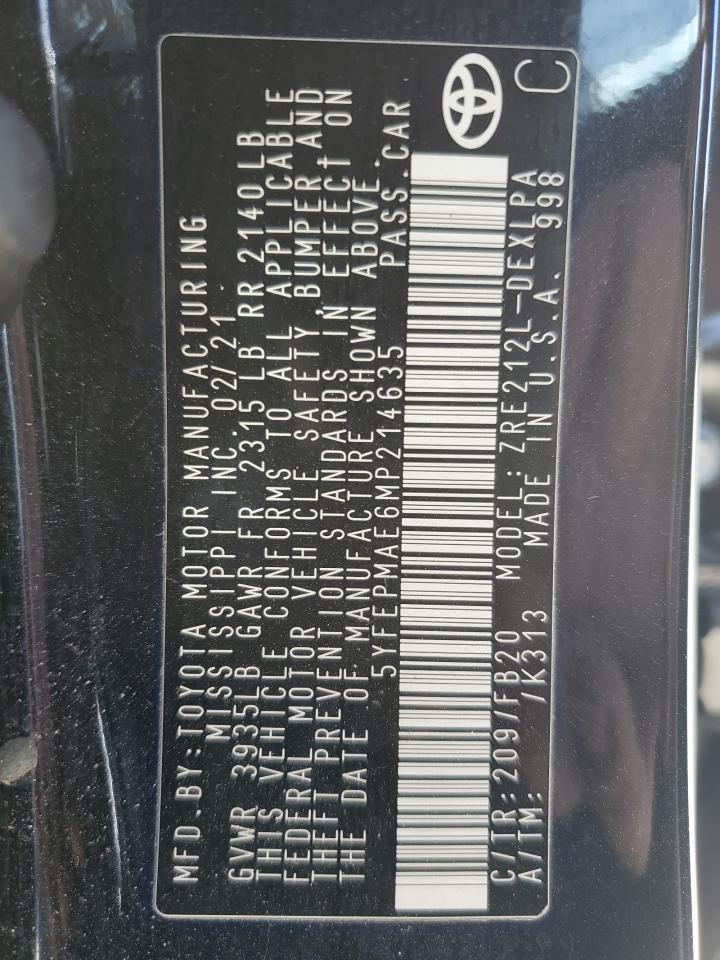 MFD.BY:TOYOTA MOTOR MANUFACTURING
MISSISSIPPI INC. 02/21
GVWR 3935LB GAWR FR 2315 LB RR 2140LB
THIS VEHICLE CONFORMS TO ALL APPLICABLE
FEDERAL MOTOR VEHICLE SAFETY, BUMPER AND
THEFT PREVENTION STANDARDS IN EFFECT ON
THE DATE OF MANUFACTURE SHOWN ABOVE.
5YFEPMAE6MP214635 PASS.CAR
C/TR:209/FB20 MODEL:ZRE212L-DEXLPA
A/TM: /K313 MADE IN U.S.A. 998
C